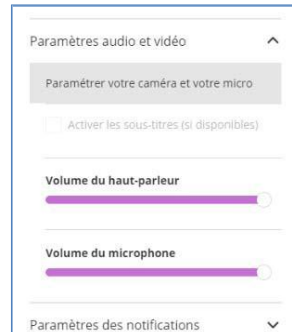 Paramètres audio et vidéo
Paramétrer votre caméra et votre micro
Activer les sous-titres (si disponibles)
Volume du haut-parleur
Volume du microphone
Paramètres des notifications